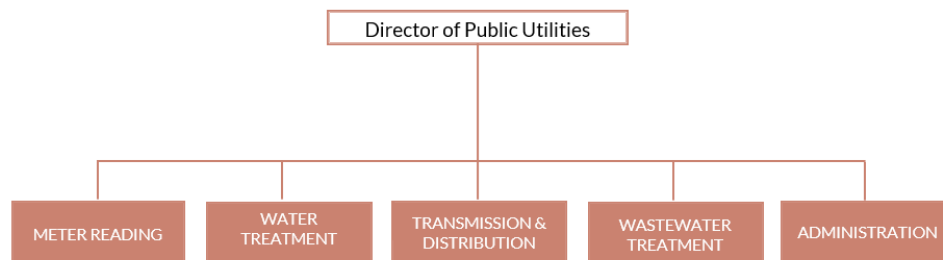 Director of Public Utilities
METER READING
WATER
TREATMENT
TRANSMISSION &
DISTRIBUTION
WASTEWATER
TREATMENT
ADMINISTRATION